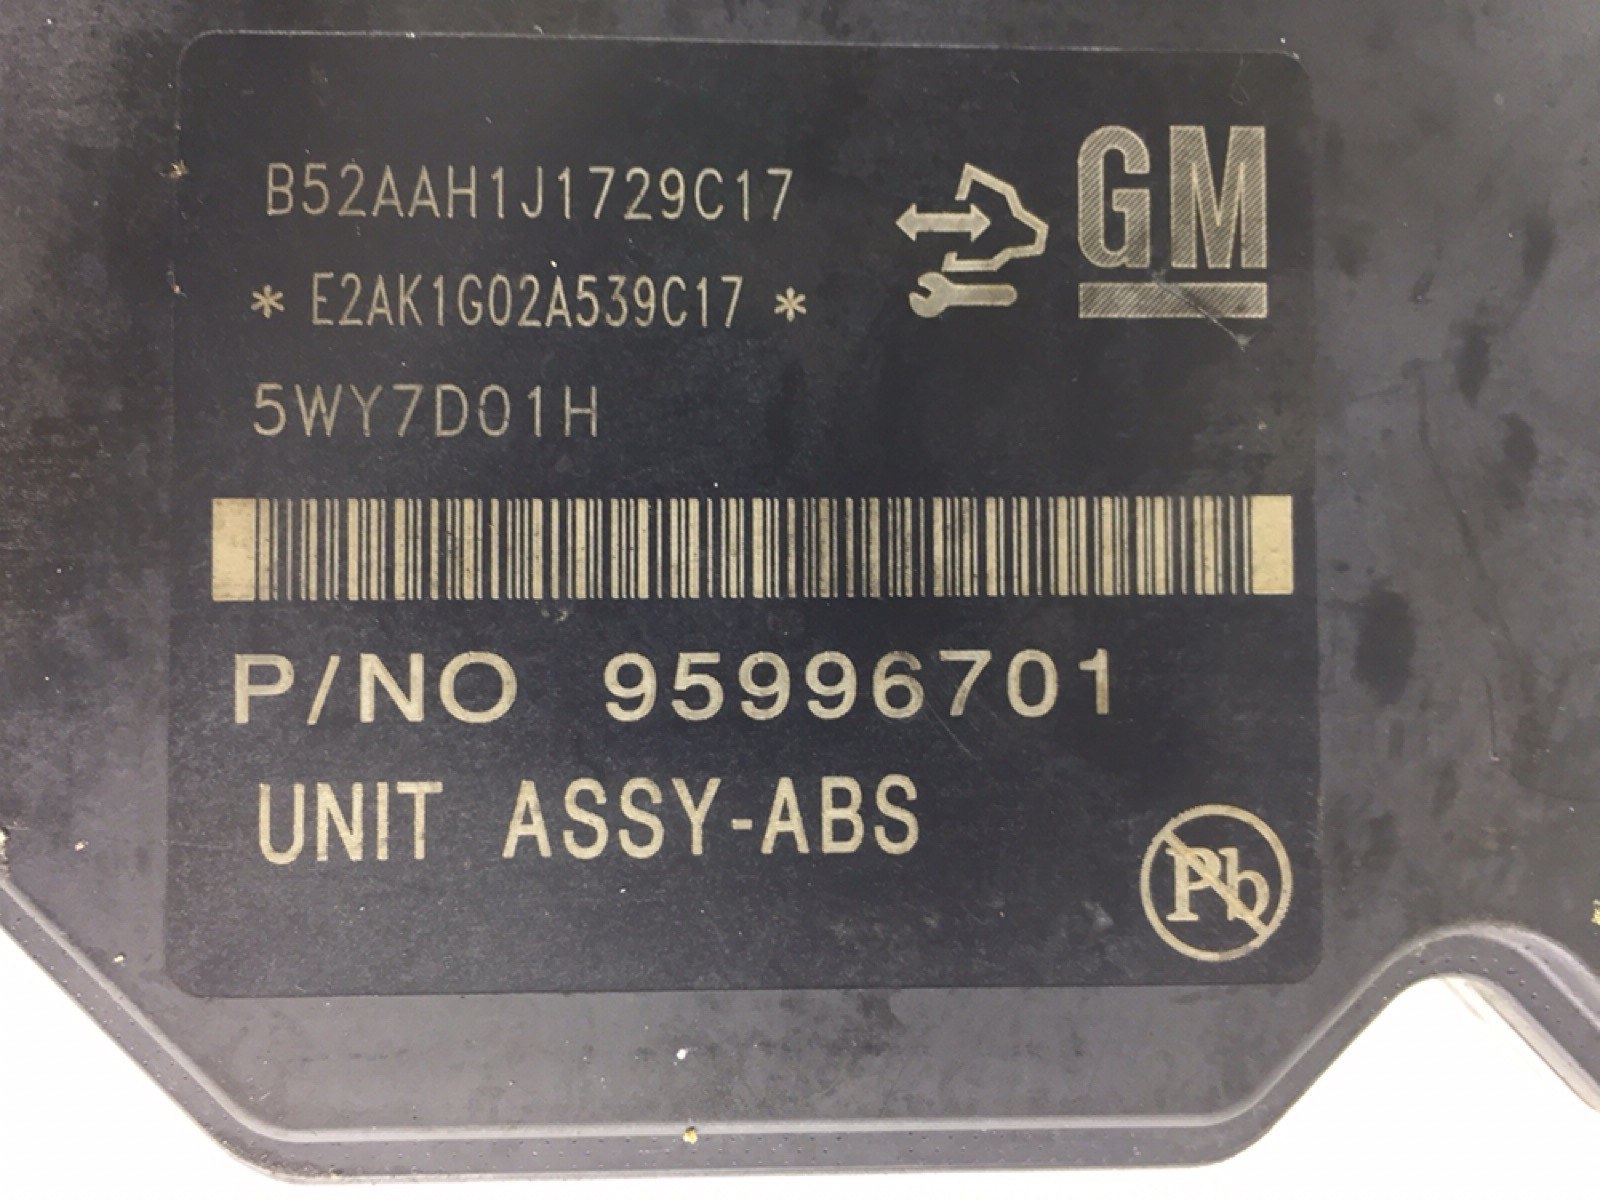 B52AAH1J1729C17
GM
* E2AK1G02A539C17 *
5WY7D01H
P/NO 95996701
UNIT ASSY-ABS
Pb